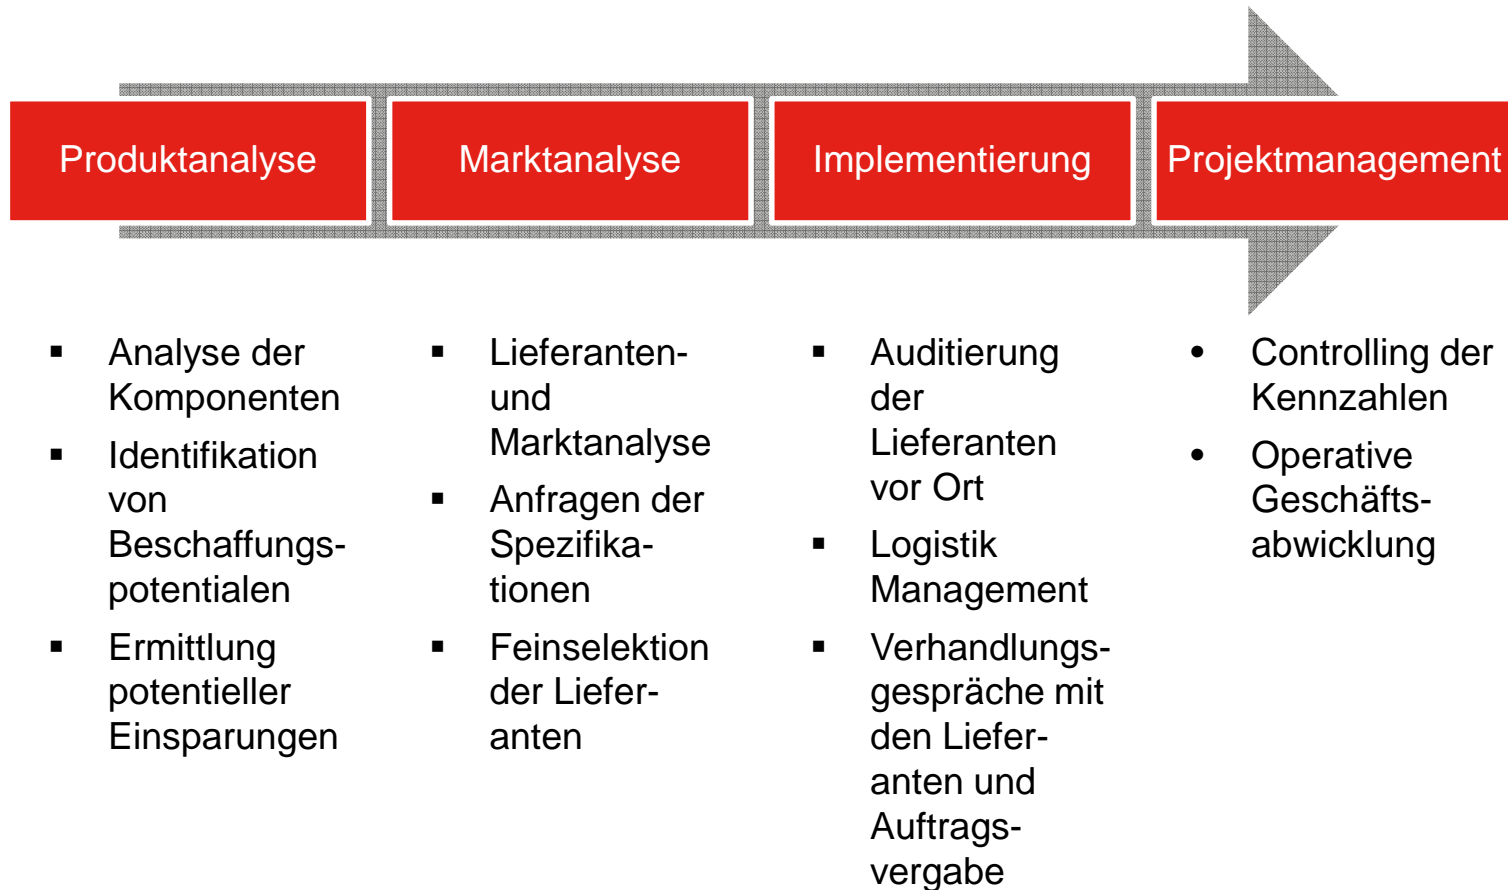 Produktanalyse
Marktanalyse
Implementierung
Projektmanagement
▪ Analyse der
Komponenten
▪ Identifikation
von
Beschaffungs-
potentialen
▪ Ermittlung
potentieller
Einsparungen
▪ Lieferanten-
und
Marktanalyse
▪ Anfragen der
Spezifika-
tionen
▪ Feinselektion
der Liefer-
anten
▪ Auditierung
der
Lieferanten
vor Ort
▪ Logistik
Management
▪ Verhandlungs-
gespräche mit
den Liefer-
anten und
Auftrags-
vergabe
• Controlling der
Kennzahlen
• Operative
Geschäfts-
abwicklung